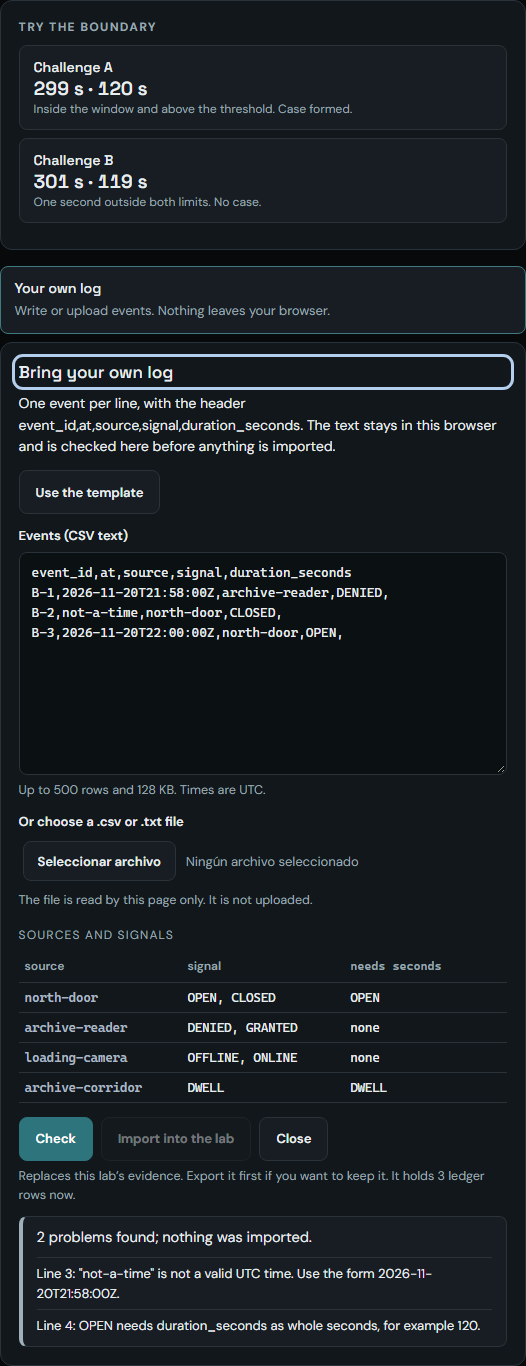 TRY THE BOUNDARY
Challenge A
299 s · 120 s
Inside the window and above the threshold. Case formed.
Challenge B
301 s · 119 s
One second outside both limits. No case.
Your own log
Write or upload events. Nothing leaves your browser.
Bring your own log
One event per line, with the header
event_id,at,source,signal,duration_seconds. The text stays in this browser
and is checked here before anything is imported.
Use the template
Events (CSV text)
event_id,at,source,signal,duration_seconds
B-1,2026-11-20T21:58:00Z,archive-reader,DENIED,
B-2,not-a-time,north-door,CLOSED,
B-3,2026-11-20T22:00:00Z,north-door,OPEN,
Up to 500 rows and 128 KB. Times are UTC.
Or choose a .csv or .txt file
Seleccionar archivo Ningún archivo seleccionado
The file is read by this page only. It is not uploaded.
SOURCES AND SIGNALS
source signal needs seconds
north-door OPEN, CLOSED OPEN
archive-reader DENIED, GRANTED none
loading-camera OFFLINE, ONLINE none
archive-corridor DWELL DWELL
Check Import into the lab Close
Replaces this lab’s evidence. Export it first if you want to keep it. It holds 3 ledger
rows now.
2 problems found; nothing was imported.
Line 3: "not-a-time" is not a valid UTC time. Use the form 2026-11-
20T21:58:00Z.
Line 4: OPEN needs duration_seconds as whole seconds, for example 120.